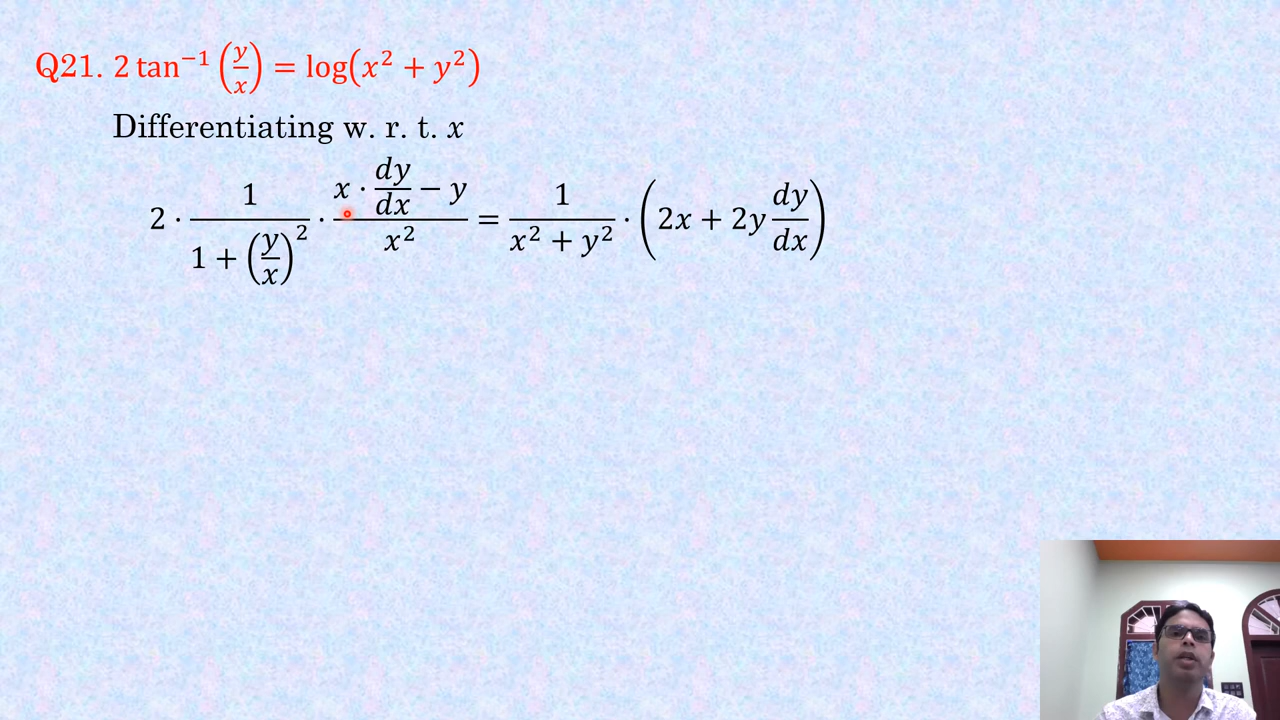 Q21. 2 tan⁻¹ (y/x) = log(x² + y²)
Differentiating w. r. t. x
2 · 1/(1 + (y/x)²) · (x · dy/dx − y)/x² = 1/(x² + y²) · (2x + 2y dy/dx)